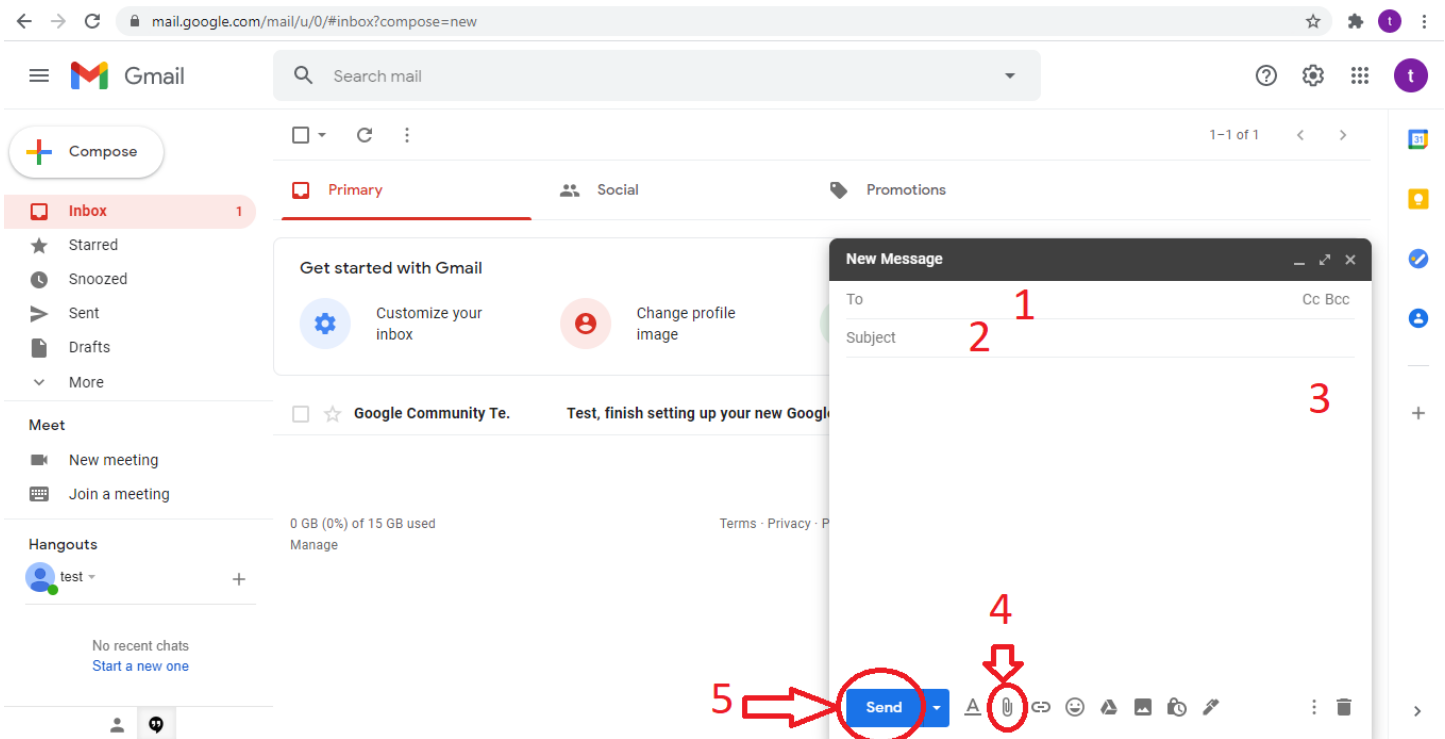 mail.google.com/mail/u/0/#inbox?compose=new
t
Gmail
Search mail
t
Compose
1–1 of 1
31
Primary
Social
Promotions
Inbox 1
Starred
Snoozed
Sent
Drafts
More
Get started with Gmail
Customize your
inbox
Change profile
image
Google Community Te. Test, finish setting up your new Googl
Meet
New meeting
Join a meeting
0 GB (0%) of 15 GB used
Manage
Terms · Privacy · P
Hangouts
test
No recent chats
Start a new one
New Message
To 1 Cc Bcc
Subject 2
3
4
5 Send A